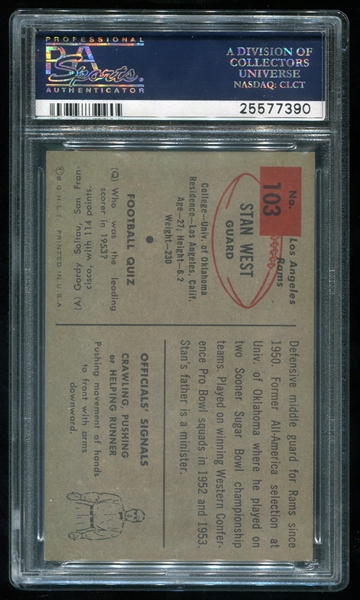 PROFESSIONAL
PSA
Sports
AUTHENTICATOR
A DIVISION OF
COLLECTORS
UNIVERSE
NASDAQ: CLCT
25577390
No.
103
Los Angeles
Rams
STAN WEST
GUARD
College—Univ. of Oklahoma
Residence—Los Angeles, Calif.
Age—27; Height—6.2
Weight—230
FOOTBALL QUIZ
(Q) Who was the leading
scorer in 1953?
(A) Gordy Soltau, San Fran
cisco, with 114 points.
© B.G.H.L.I. PRINTED IN U.S.A.
Defensive middle guard for Rams since
1950. Former All-America selection at
Univ. of Oklahoma where he played on
two Sooner Sugar Bowl championship
teams. Played on winning Western Confer-
ence Pro Bowl squads in 1952 and 1953.
Stan's father is a minister.
OFFICIALS' SIGNALS
CRAWLING, PUSHING
or HELPING RUNNER
Pushing movement of hands
to front with arms
downward.